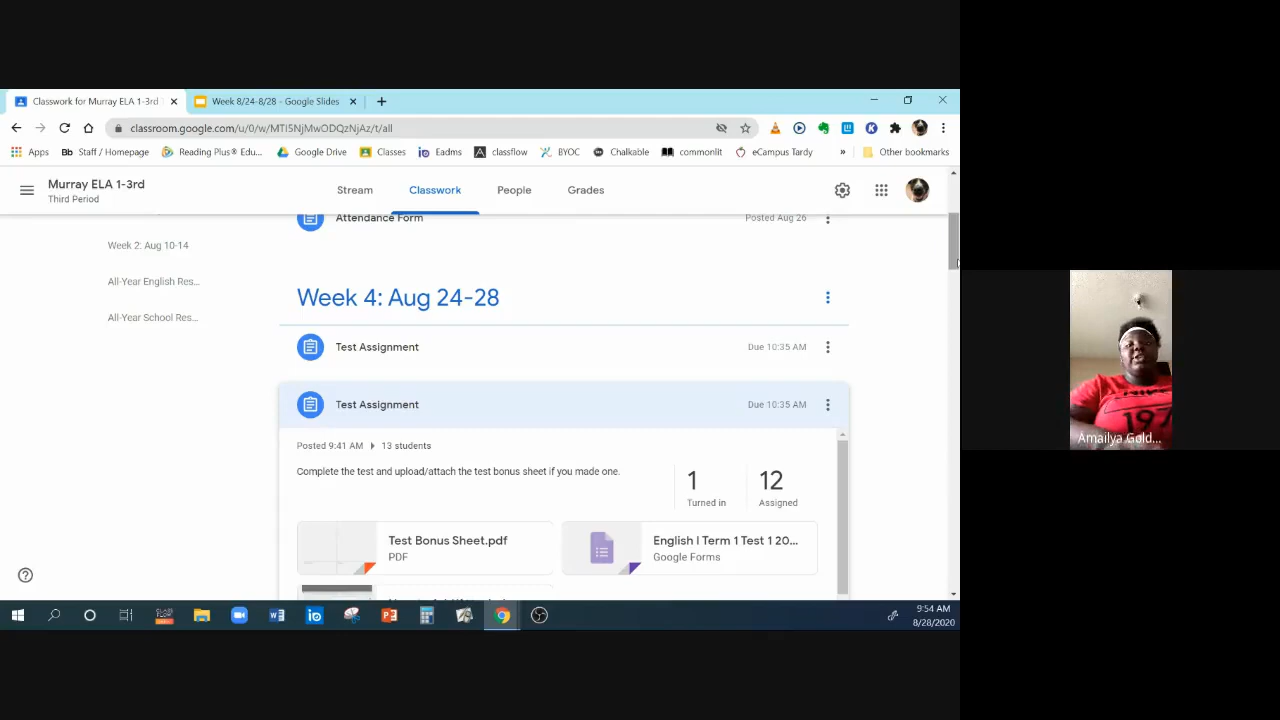 Classwork for Murray ELA 1-3rd
Week 8/24-8/28 - Google Slides
classroom.google.com/u/0/w/MTI5NjMwODQzNjAz/t/all
Apps
Bb Staff / Homepage
Reading Plus® Edu...
Google Drive
Classes
Eadms
classflow
BYOC
Chalkable
commonlit
eCampus Tardy
»
Other bookmarks
Murray ELA 1-3rd
Third Period
Stream
Classwork
People
Grades
Attendance Form
Posted Aug 26
Week 2: Aug 10-14
All-Year English Res...
All-Year School Res...
Week 4: Aug 24-28
Test Assignment
Due 10:35 AM
Test Assignment
Due 10:35 AM
Posted 9:41 AM
13 students
Complete the test and upload/attach the test bonus sheet if you made one.
1
Turned in
12
Assigned
Test Bonus Sheet.pdf
PDF
English I Term 1 Test 1 20...
Google Forms
9:54 AM
8/28/2020
197
Amailya Gold...